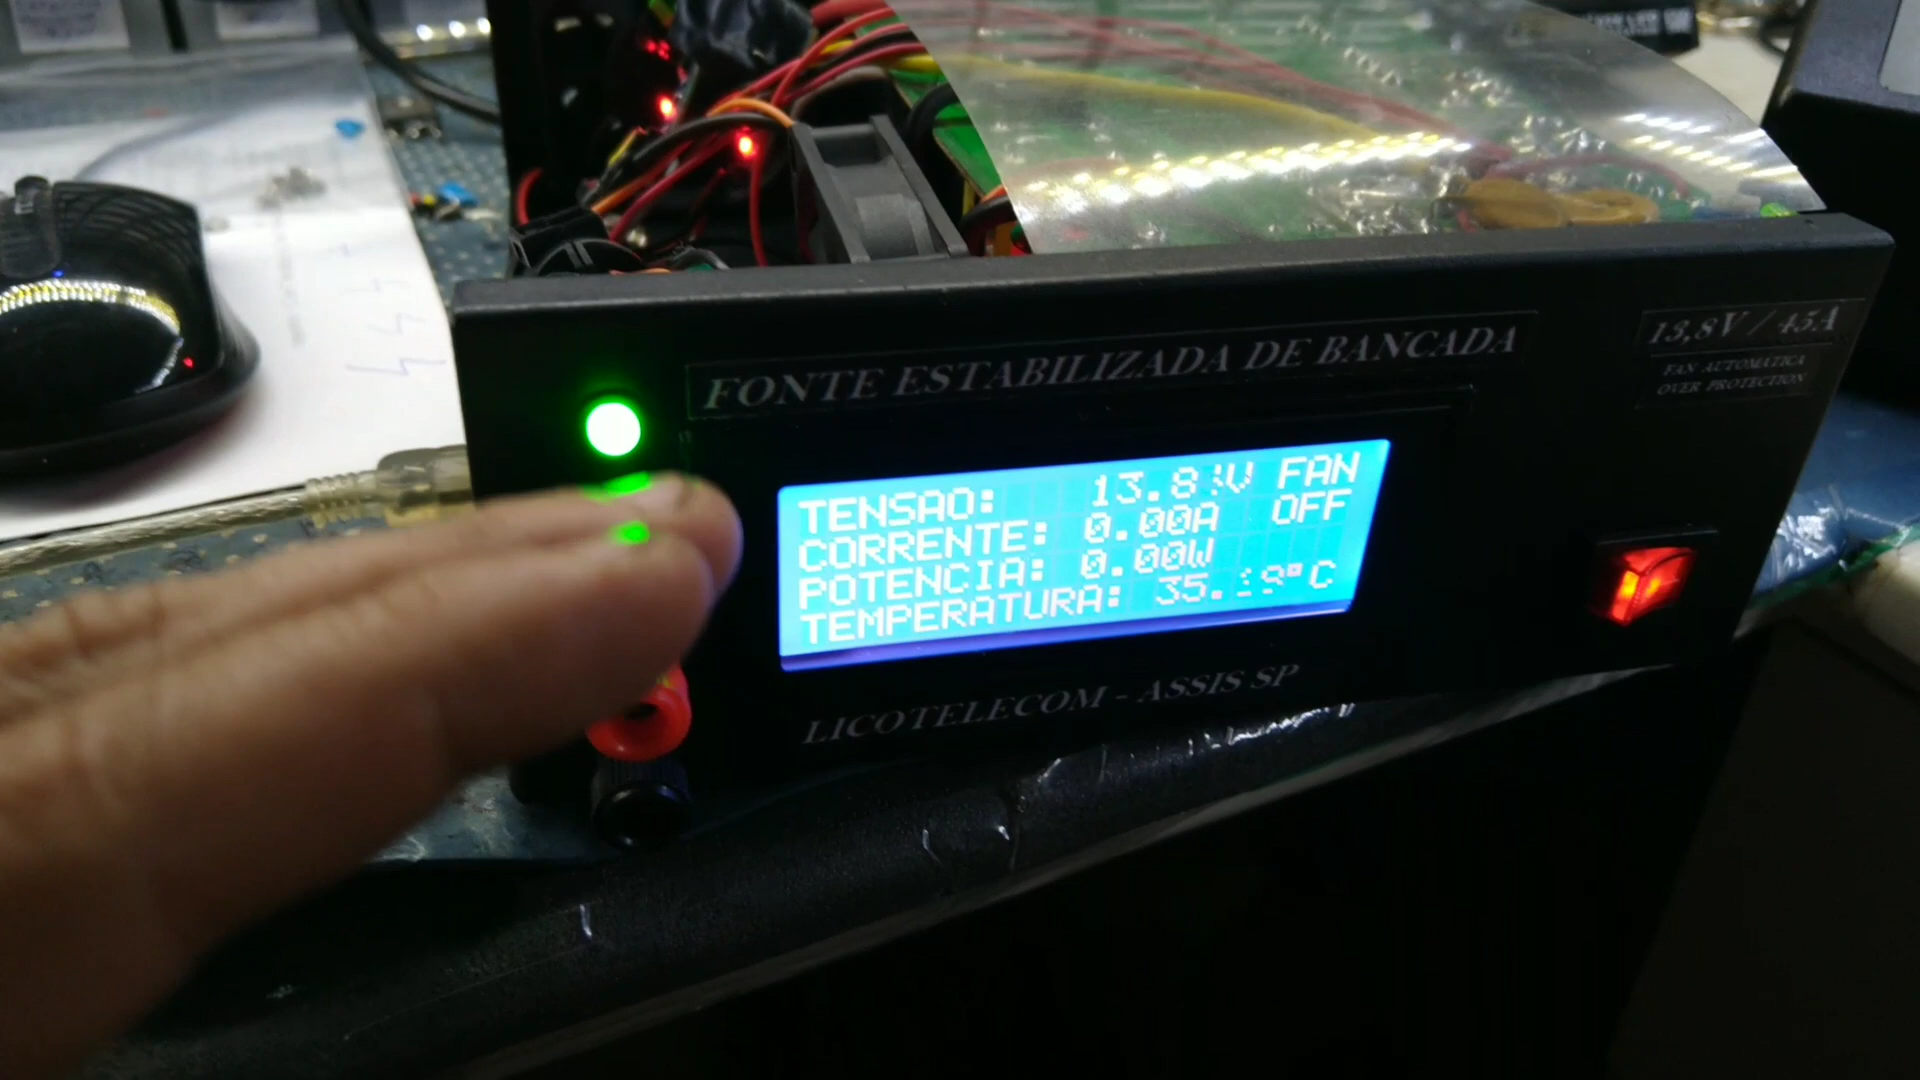 FONTE ESTABILIZADA DE BANCADA
13,8V / 45A
FAN AUTOMATICA
OVER PROTECTION
TENSAO: FAN
CORRENTE: 0.00A OFF
POTENCIA: 0.00W
TEMPERATURA:
LICOTELECOM - ASSIS SP